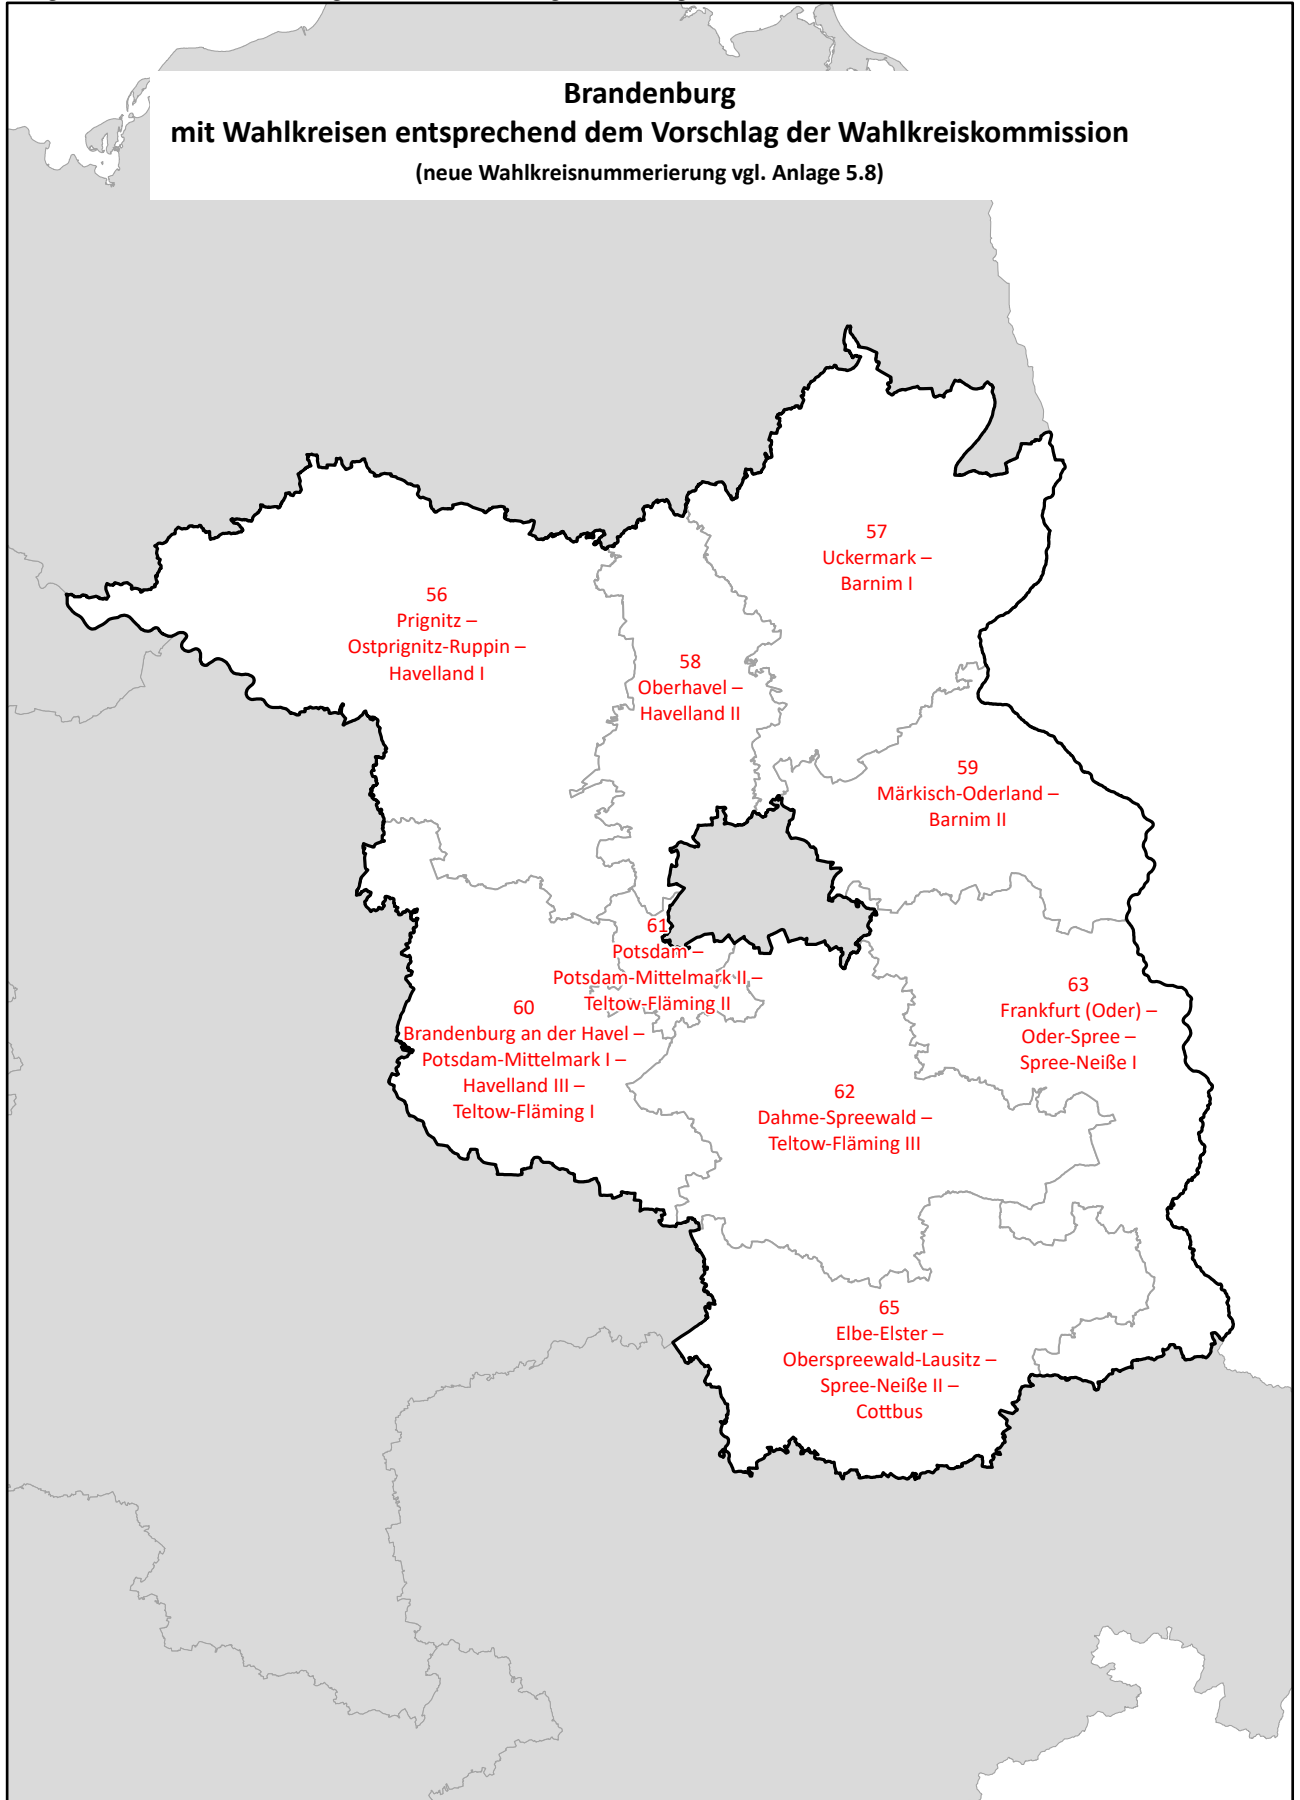 Brandenburg
mit Wahlkreisen entsprechend dem Vorschlag der Wahlkreiskommission
(neue Wahlkreisnummerierung vgl. Anlage 5.8)
57
Uckermark –
Barnim I
56
Prignitz –
Ostprignitz-Ruppin –
Havelland I
58
Oberhavel –
Havelland II
59
Märkisch-Oderland –
Barnim II
61
Potsdam –
Potsdam-Mittelmark II –
Teltow-Fläming II
63
Frankfurt (Oder) –
Oder-Spree –
Spree-Neiße I
60
Brandenburg an der Havel –
Potsdam-Mittelmark I –
Havelland III –
Teltow-Fläming I
62
Dahme-Spreewald –
Teltow-Fläming III
65
Elbe-Elster –
Oberspreewald-Lausitz –
Spree-Neiße II –
Cottbus